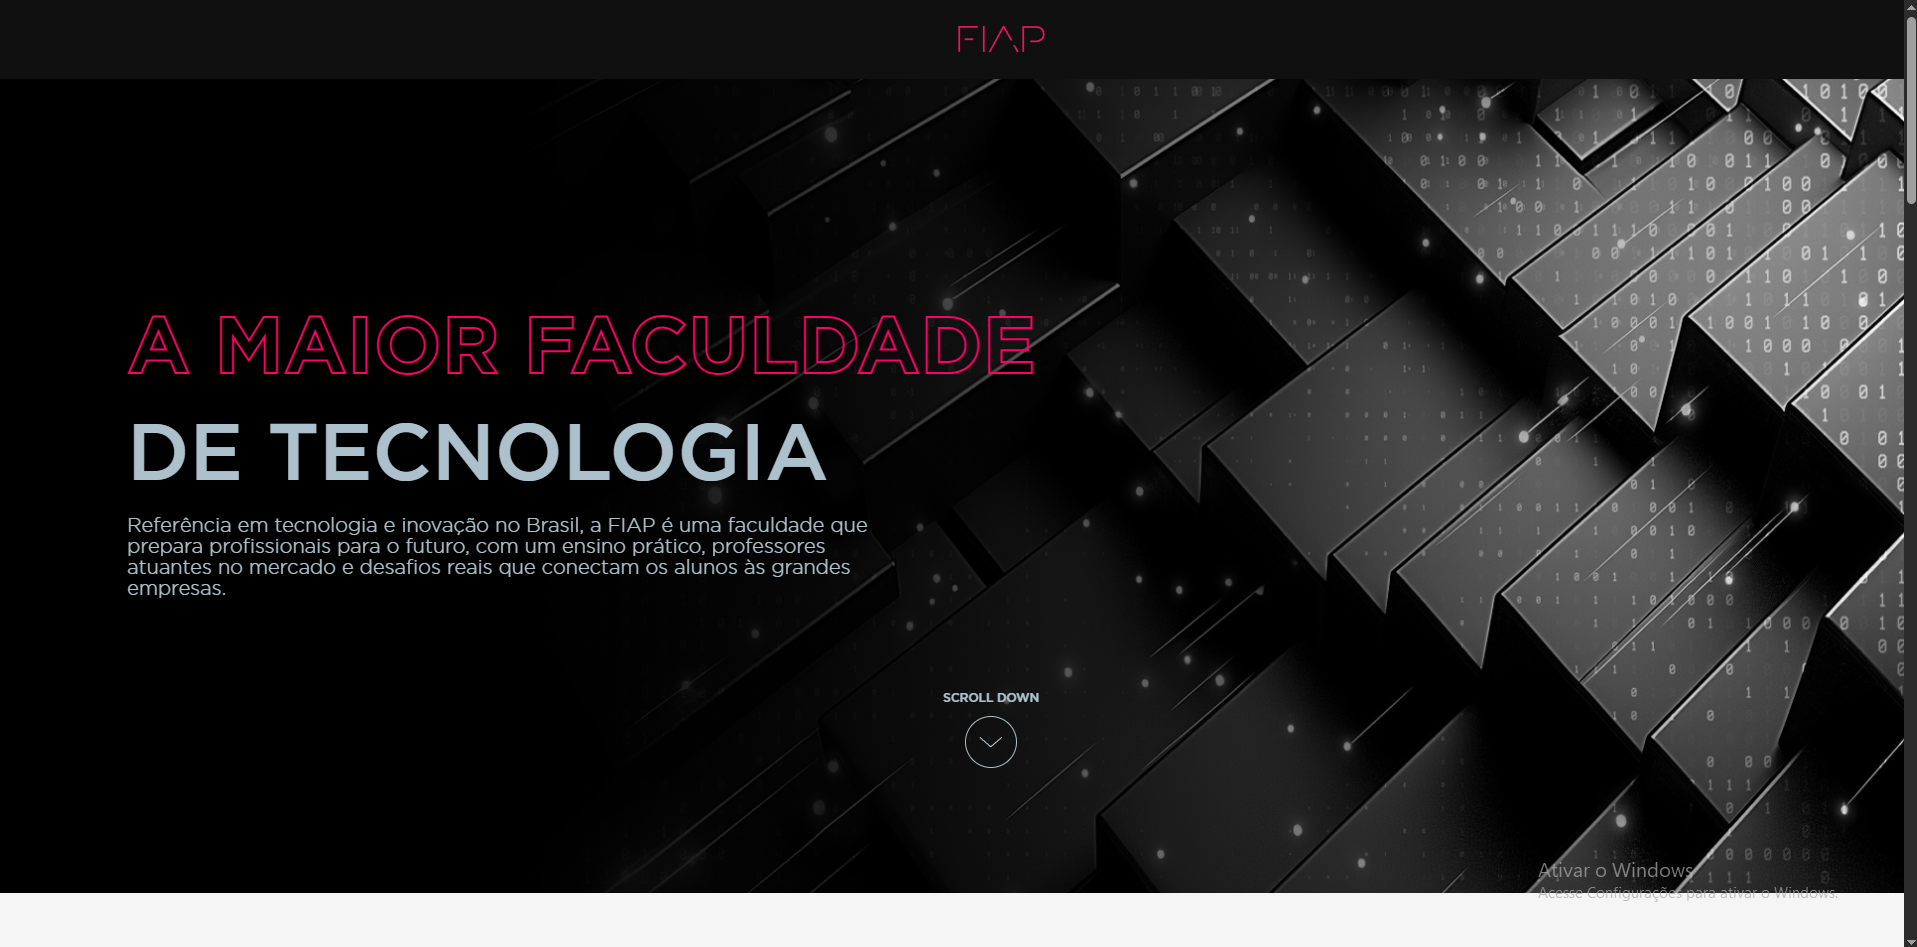 FIAP
A MAIOR FACULDADE
DE TECNOLOGIA
Referência em tecnologia e inovação no Brasil, a FIAP é uma faculdade que
prepara profissionais para o futuro, com um ensino prático, professores
atuantes no mercado e desafios reais que conectam os alunos às grandes
empresas.
SCROLL DOWN
Ativar o Windows
Acesse Configurações para ativar o Windows.